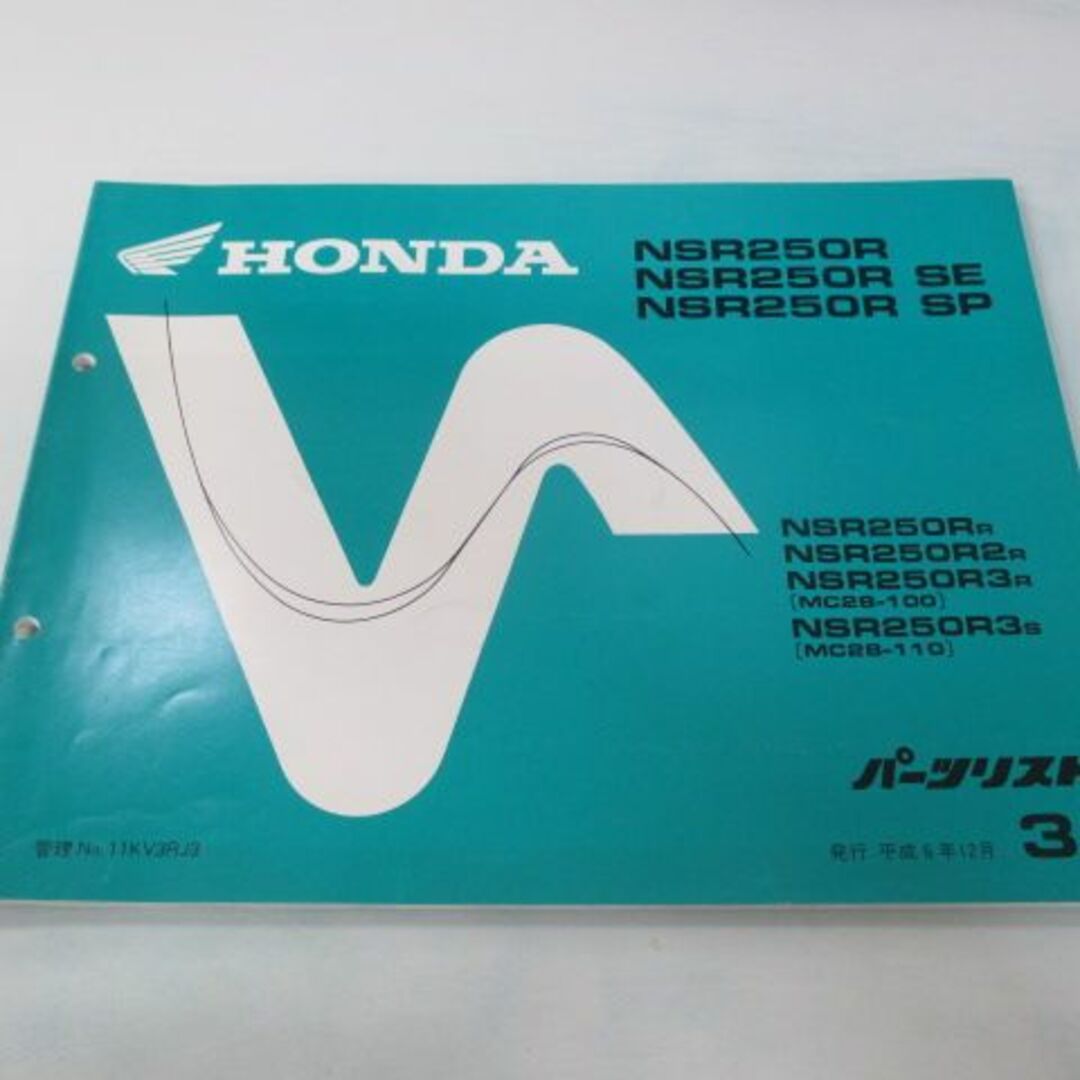 HONDA
NSR250R
NSR250R SE
NSR250R SP
NSR250RR
NSR250R2R
NSR250R3R
[MC28-100]
NSR250R3S
[MC28-110]
パーツリスト
管理No.11KV3RJ3
発行 平成6年12月 3